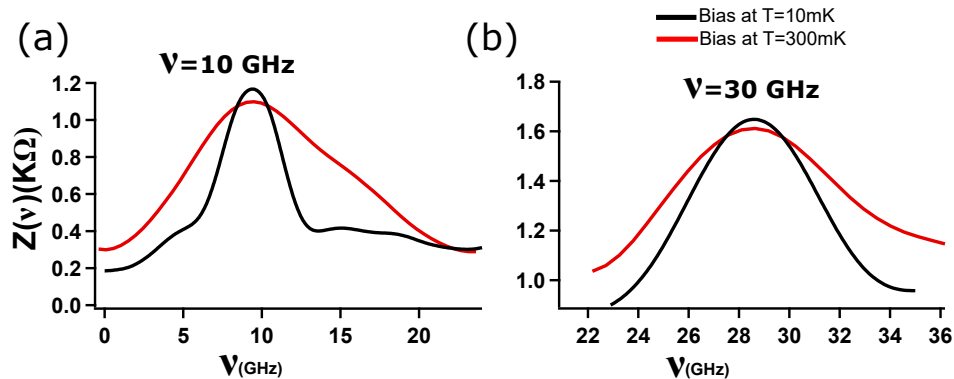 Bias at T=10mK
Bias at T=300mK
(a)
ν=10 GHz
Z(ν)(KΩ)
1.2
1.0
0.8
0.6
0.4
0.2
0.0
0 5 10 15 20
ν(GHz)
(b)
ν=30 GHz
1.8
1.6
1.4
1.2
1.0
22 24 26 28 30 32 34 36
ν(GHz)